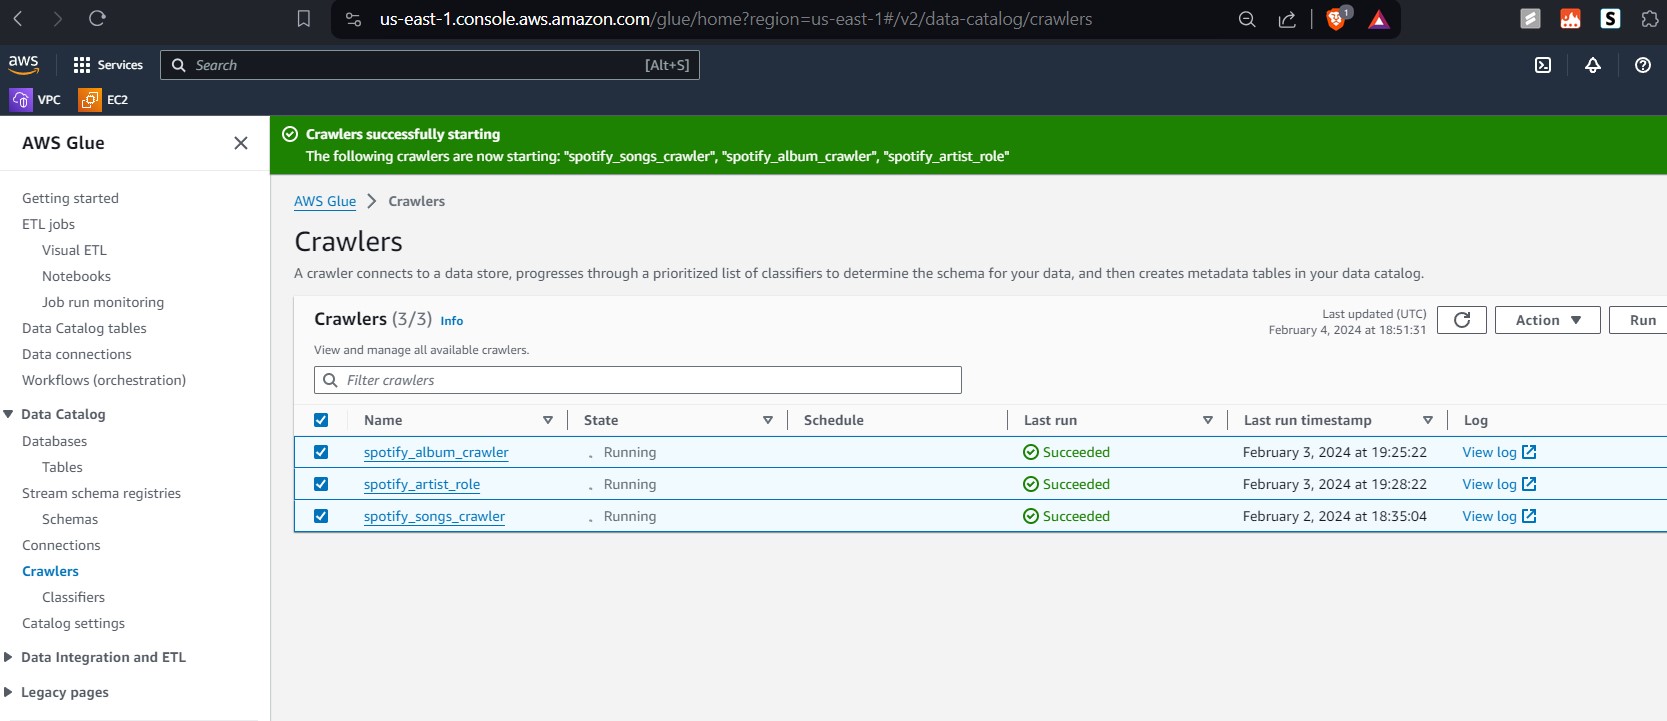 us-east-1.console.aws.amazon.com/glue/home?region=us-east-1#/v2/data-catalog/crawlers
1
S
aws
Services
Search
[Alt+S]
VPC
EC2
AWS Glue
Getting started
ETL jobs
Visual ETL
Notebooks
Job run monitoring
Data Catalog tables
Data connections
Workflows (orchestration)
Data Catalog
Databases
Tables
Stream schema registries
Schemas
Connections
Crawlers
Classifiers
Catalog settings
Data Integration and ETL
Legacy pages
Crawlers successfully starting
The following crawlers are now starting: "spotify_songs_crawler", "spotify_album_crawler", "spotify_artist_role"
AWS Glue > Crawlers
Crawlers
A crawler connects to a data store, progresses through a prioritized list of classifiers to determine the schema for your data, and then creates metadata tables in your data catalog.
Crawlers (3/3) Info
View and manage all available crawlers.
Last updated (UTC)
February 4, 2024 at 18:51:31
Action
Run
Filter crawlers
Name State Schedule Last run Last run timestamp Log
spotify_album_crawler Running Succeeded February 3, 2024 at 19:25:22 View log
spotify_artist_role Running Succeeded February 3, 2024 at 19:28:22 View log
spotify_songs_crawler Running Succeeded February 2, 2024 at 18:35:04 View log